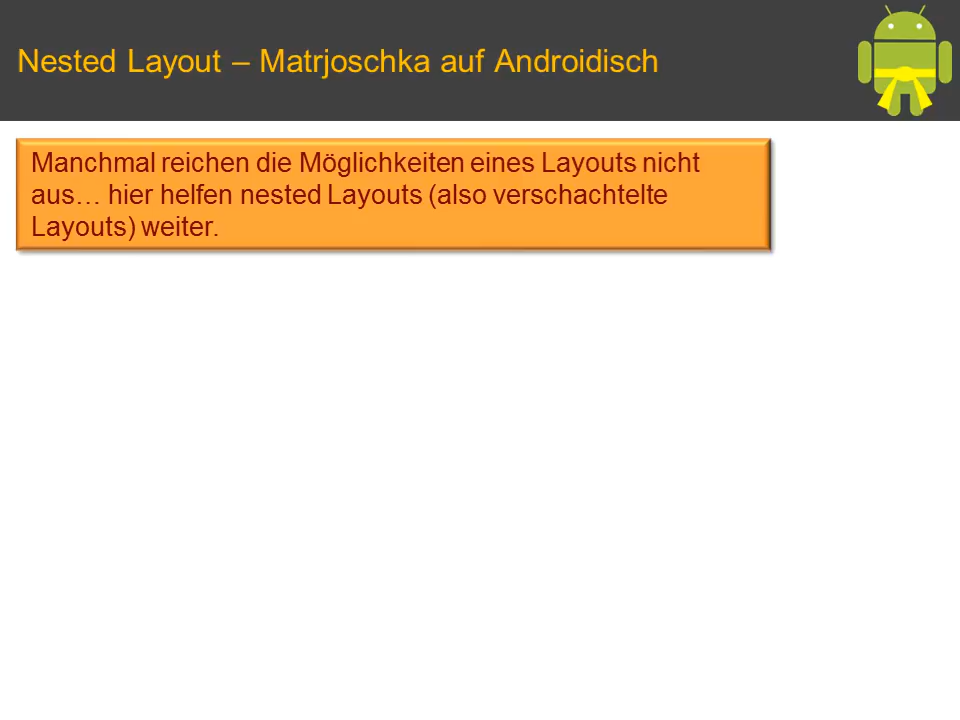 Nested Layout – Matrjoschka auf Androidisch
Manchmal reichen die Möglichkeiten eines Layouts nicht
aus… hier helfen nested Layouts (also verschachtelte
Layouts) weiter.